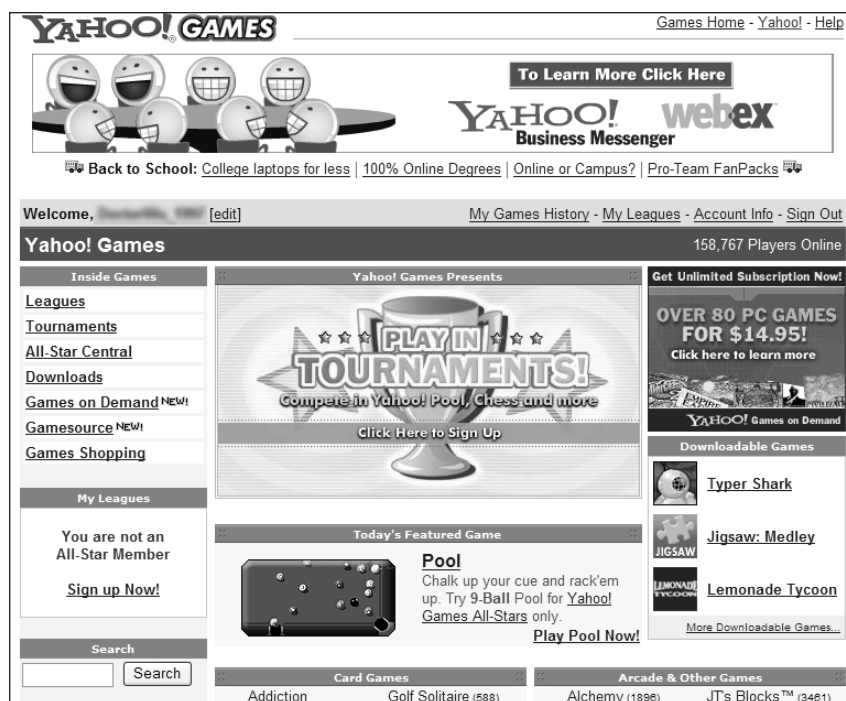 YAHOO! GAMES
Games Home - Yahoo! - Help
To Learn More Click Here
YAHOO! Business Messenger
webex
Back to School: College laptops for less | 100% Online Degrees | Online or Campus? | Pro-Team FanPacks
Welcome, [edit]
My Games History - My Leagues - Account Info - Sign Out
Yahoo! Games
158,767 Players Online
Inside Games
Leagues
Tournaments
All-Star Central
Downloads
Games on Demand NEW!
Gamesource NEW!
Games Shopping
My Leagues
You are not an
All-Star Member
Sign up Now!
Search
Search
Yahoo! Games Presents
PLAY IN
TOURNAMENTS!
Compete in Yahoo! Pool, Chess and more
Click Here to Sign Up
Today's Featured Game
Pool
Chalk up your cue and rack'em
up. Try 9-Ball Pool for Yahoo!
Games All-Stars only.
Play Pool Now!
Get Unlimited Subscription Now!
OVER 80 PC GAMES
FOR $14.95!
Click here to learn more
EMPIRE
YAHOO! Games on Demand
Downloadable Games
Typer Shark
JIGSAW
Jigsaw: Medley
LEMONADE
TYCOON
Lemonade Tycoon
More Downloadable Games...
Card Games
Addiction
Golf Solitaire (588)
Arcade & Other Games
Alchemy (1896)
JT's Blocks™ (3461)